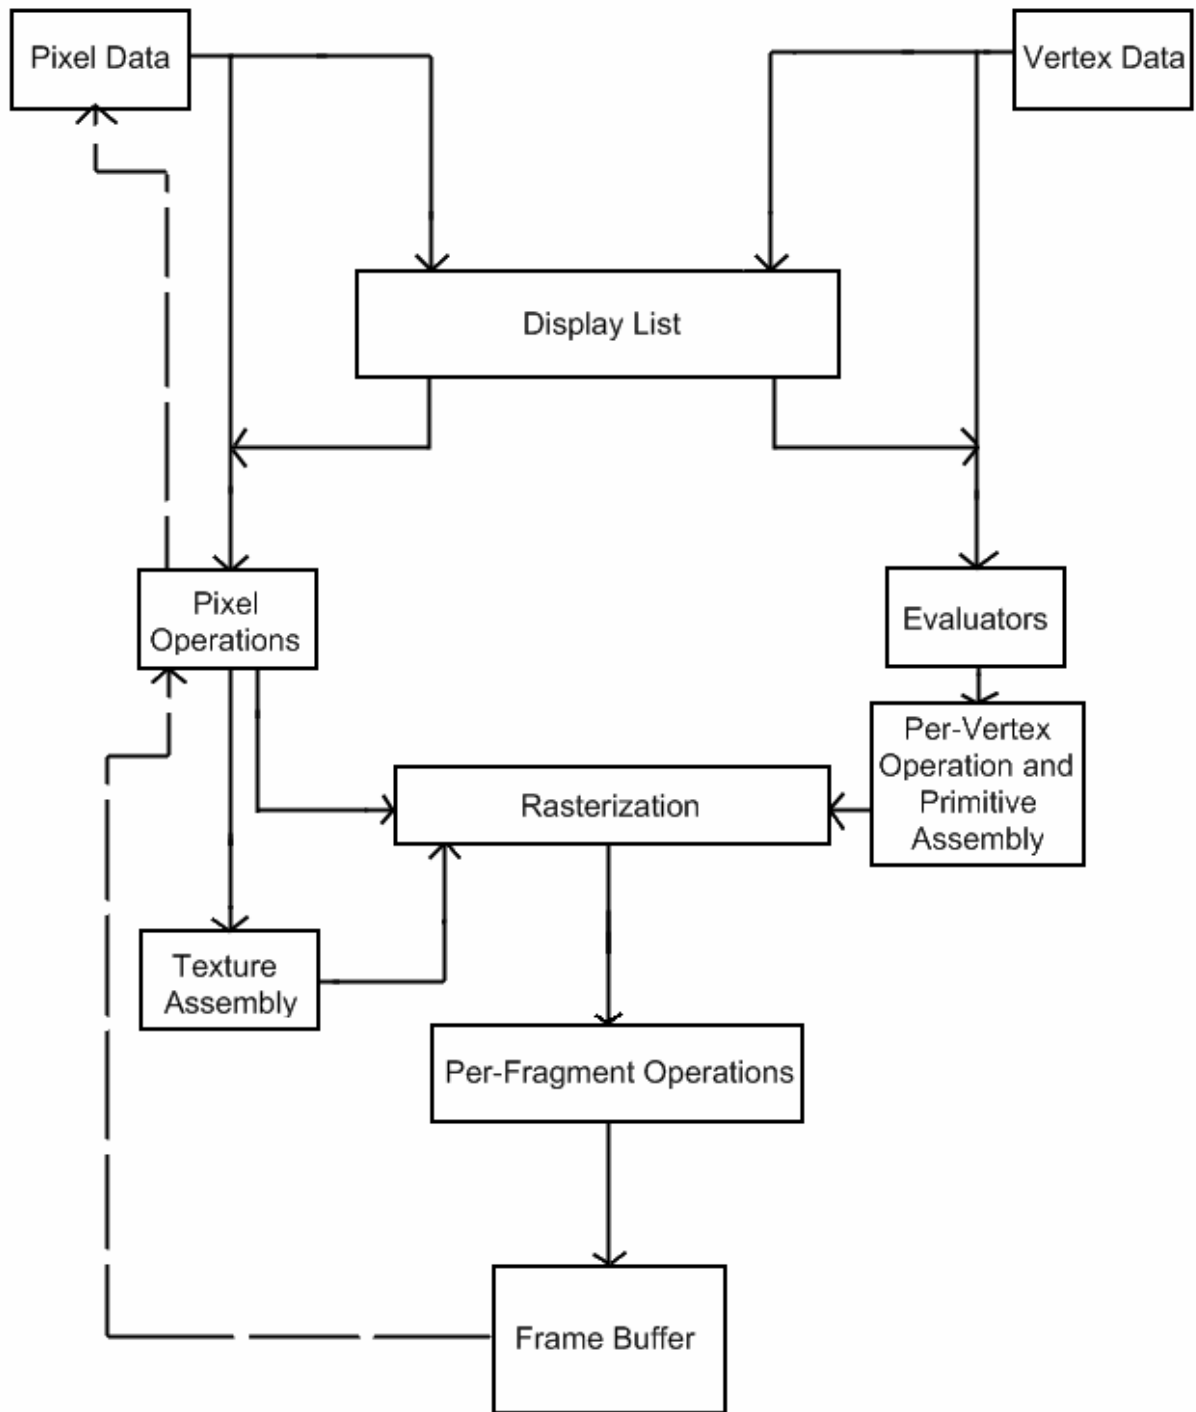 Pixel Data
Vertex Data
Display List
Pixel
Operations
Evaluators
Per-Vertex
Operation and
Primitive
Assembly
Rasterization
Texture
Assembly
Per-Fragment Operations
Frame Buffer